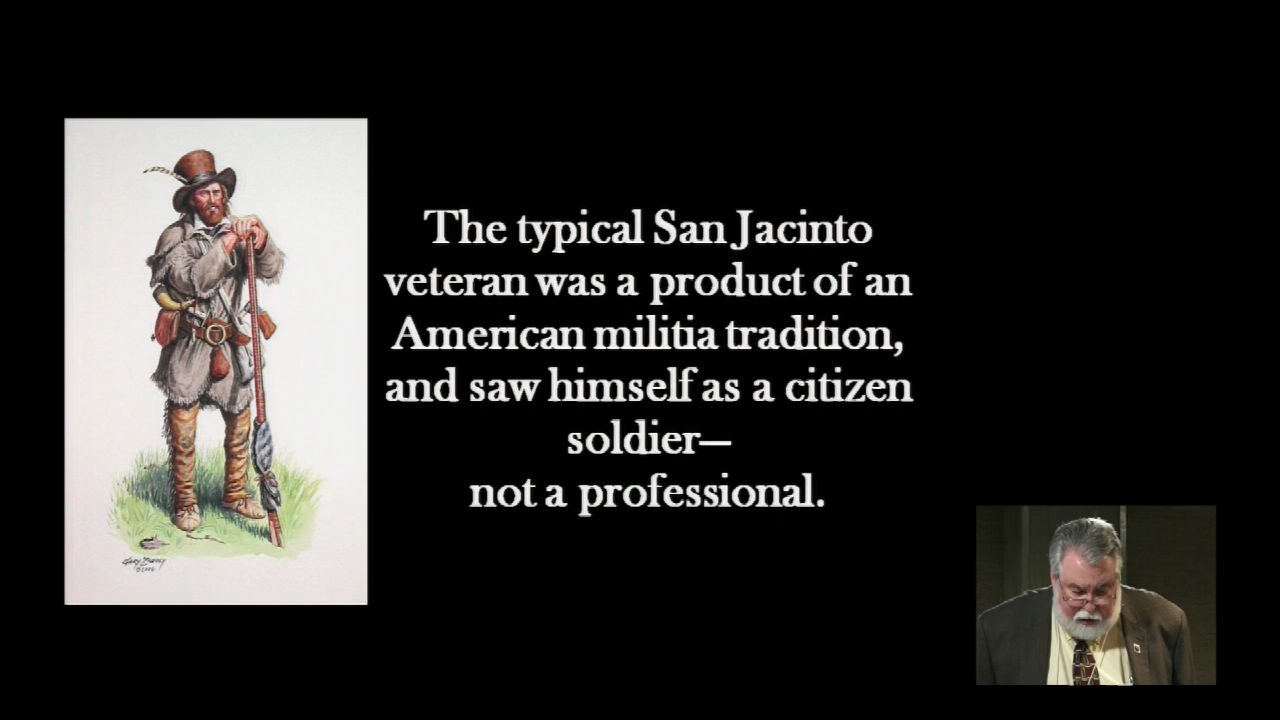 The typical San Jacinto
veteran was a product of an
American militia tradition,
and saw himself as a citizen
soldier—
not a professional.